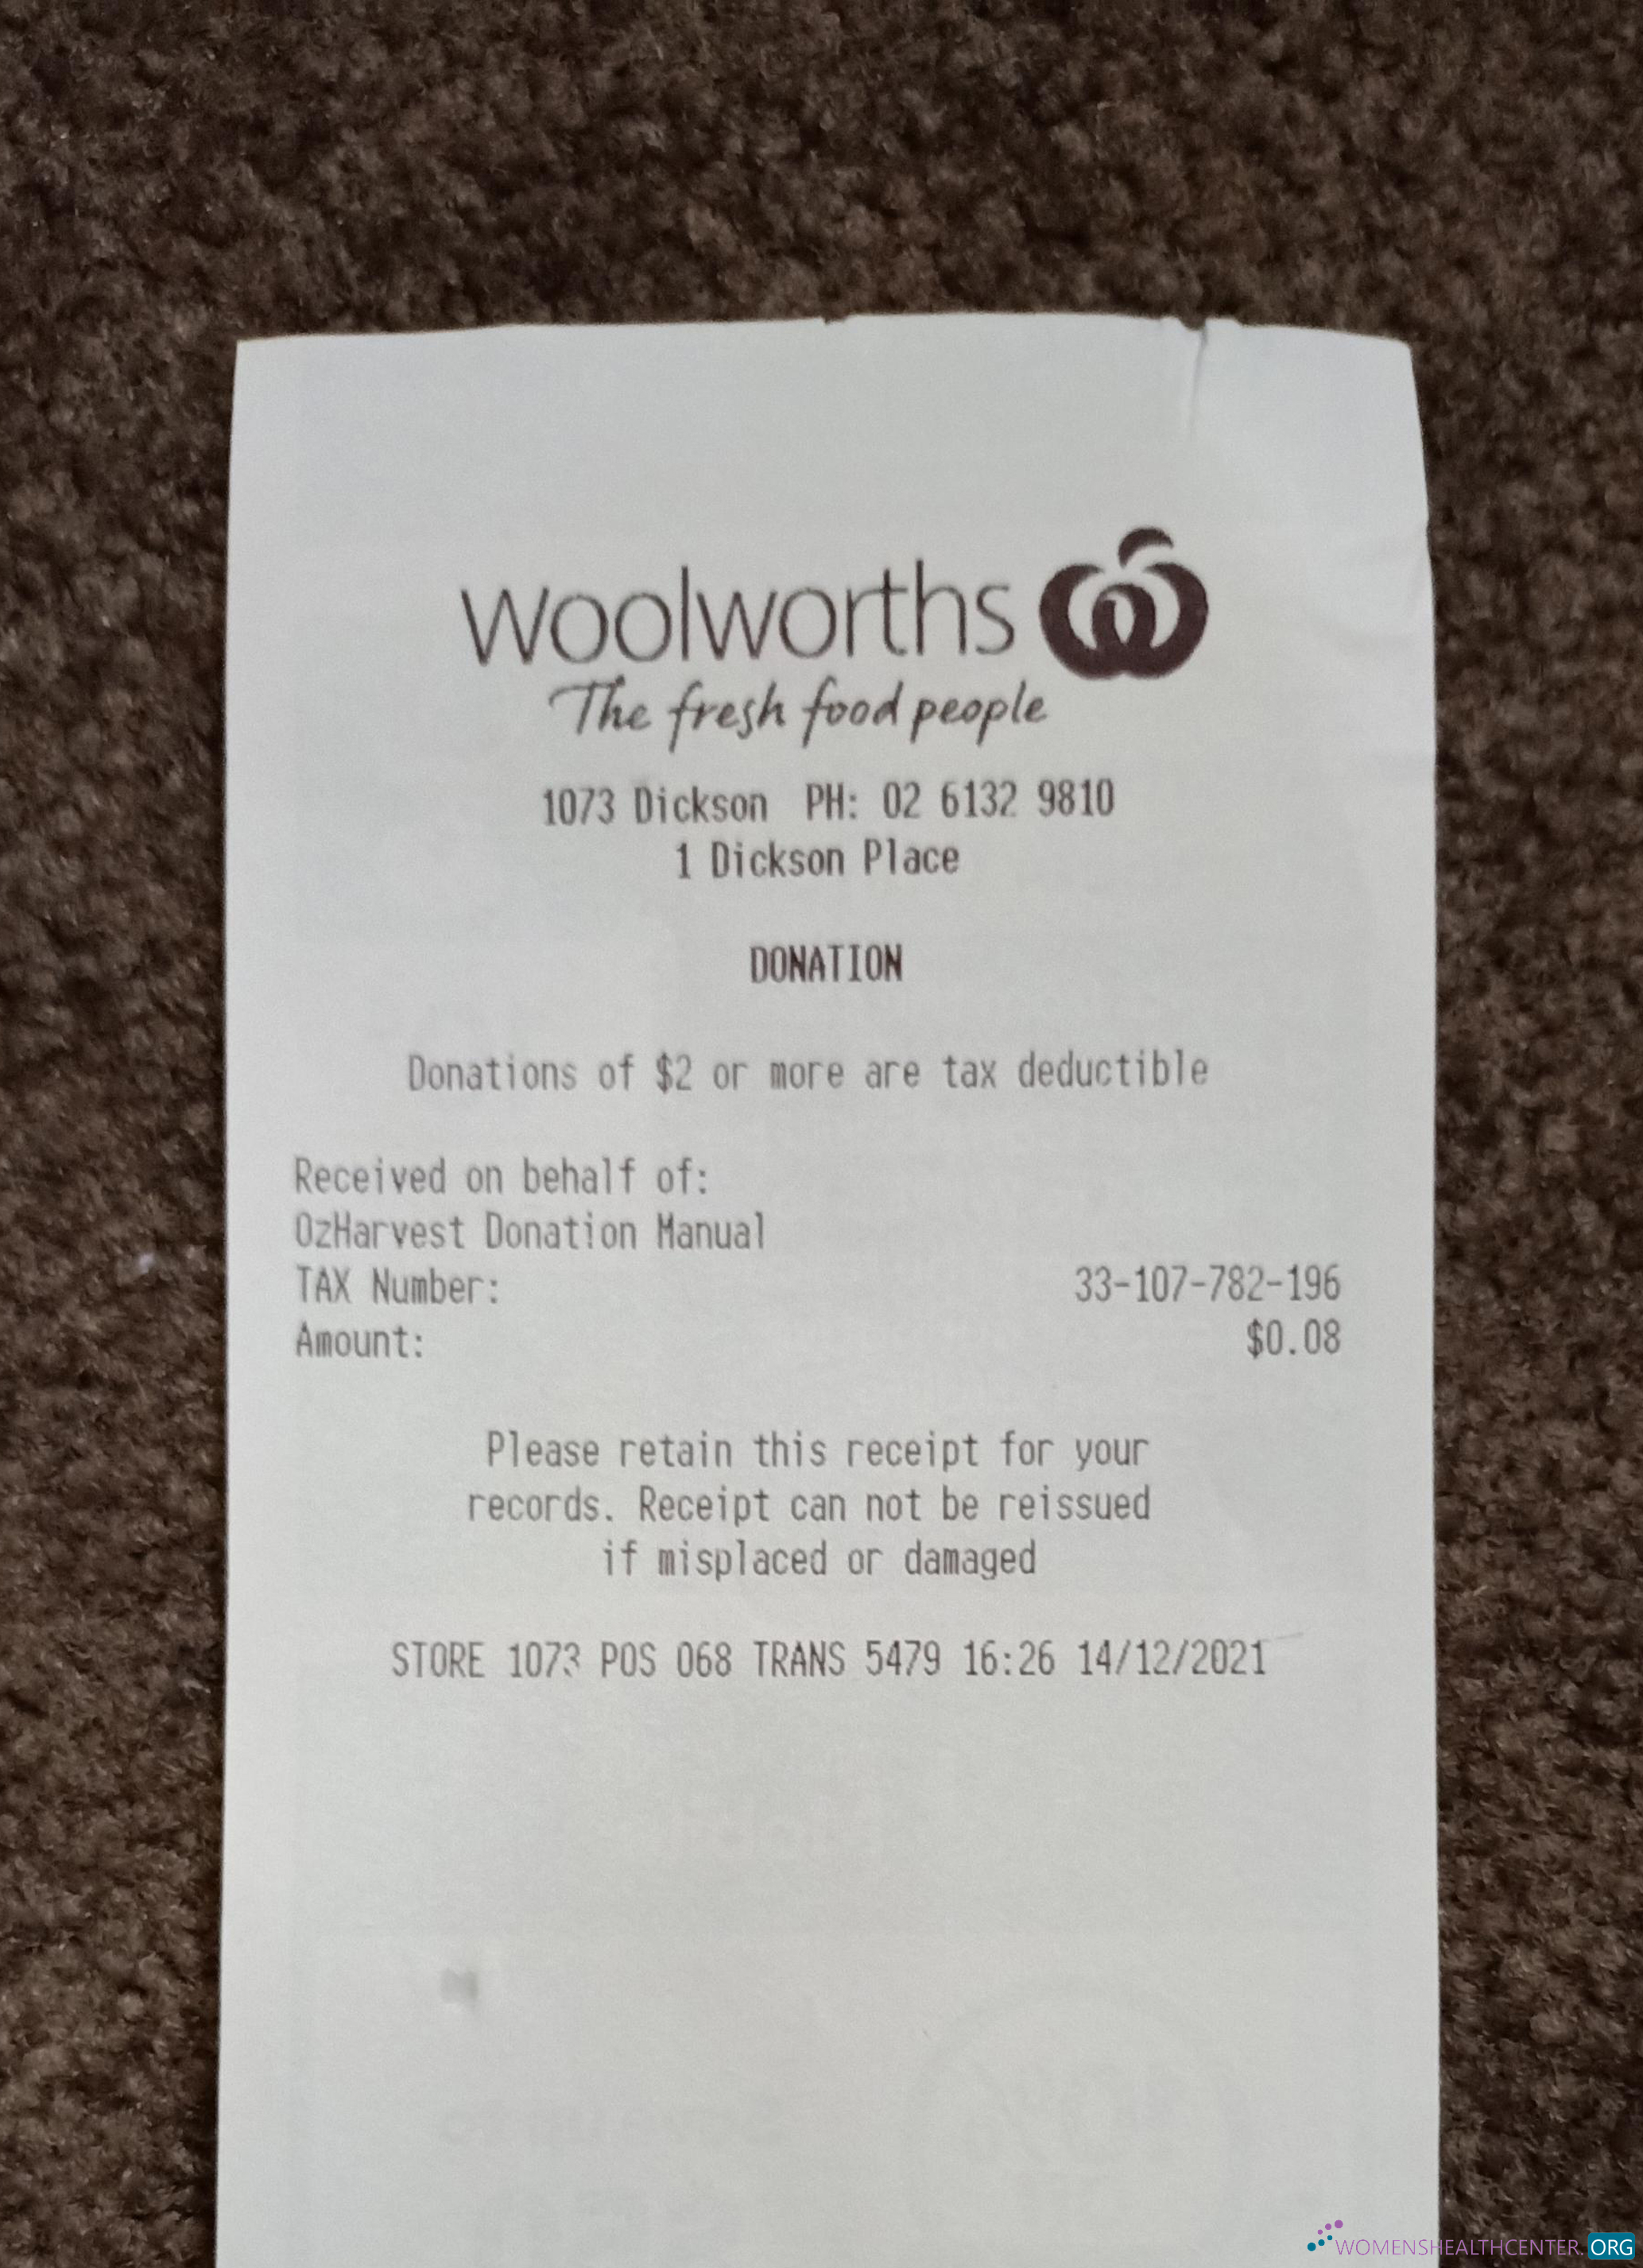 woolworths
The fresh food people
1073 Dickson PH: 02 6132 9810
1 Dickson Place
DONATION
Donations of $2 or more are tax deductible
Received on behalf of:
OzHarvest Donation Manual
TAX Number: 33-107-782-196
Amount: $0.08
Please retain this receipt for your
records. Receipt can not be reissued
if misplaced or damaged
STORE 1073 POS 068 TRANS 5479 16:26 14/12/2021
WOMENSHEALTHCENTER.ORG